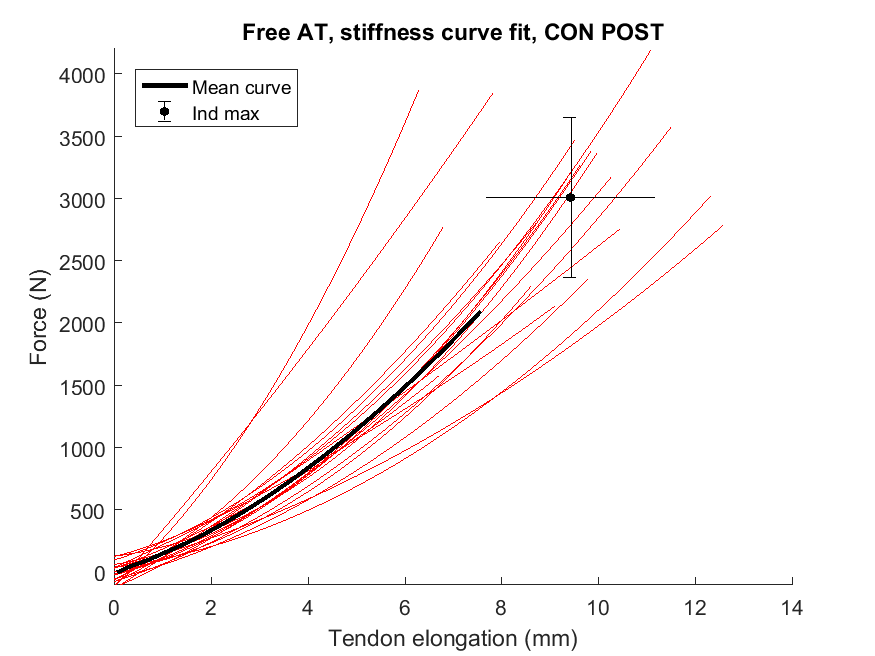 Free AT, stiffness curve fit, CON POST
Mean curve
Ind max
4000
3500
3000
2500
2000
1500
1000
500
0
Force (N)
0 2 4 6 8 10 12 14
Tendon elongation (mm)